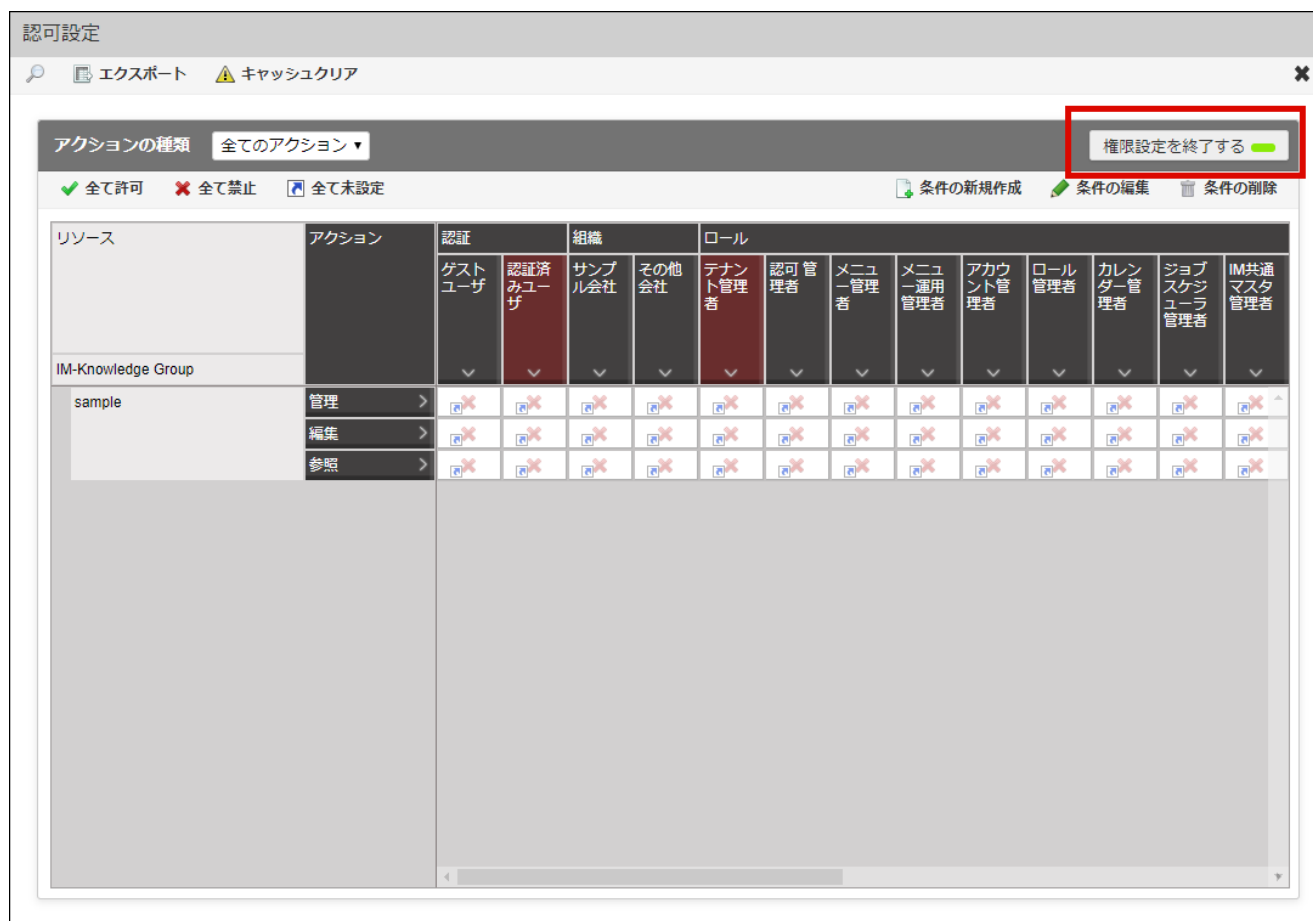 認可設定
エクスポート キャッシュクリア
アクションの種類 全てのアクション 権限設定を終了する
全て許可 全て禁止 全て未設定 条件の新規作成 条件の編集 条件の削除
リソース アクション 認証 組織 ロール
ゲスト 認証済 サンプ その他 テナン 認可 管 メニュ メニュ アカウ ロール カレン ジョブ IM共通
ユーザ みユー ル会社 会社 ト管理 理者 ー管理 ー運用 ント管 管理者 ダー管 スケジ マスタ
ザ 者 者 管理者 理者 理者 ューラ 管理者
管理者
IM-Knowledge Group
sample 管理
編集
参照